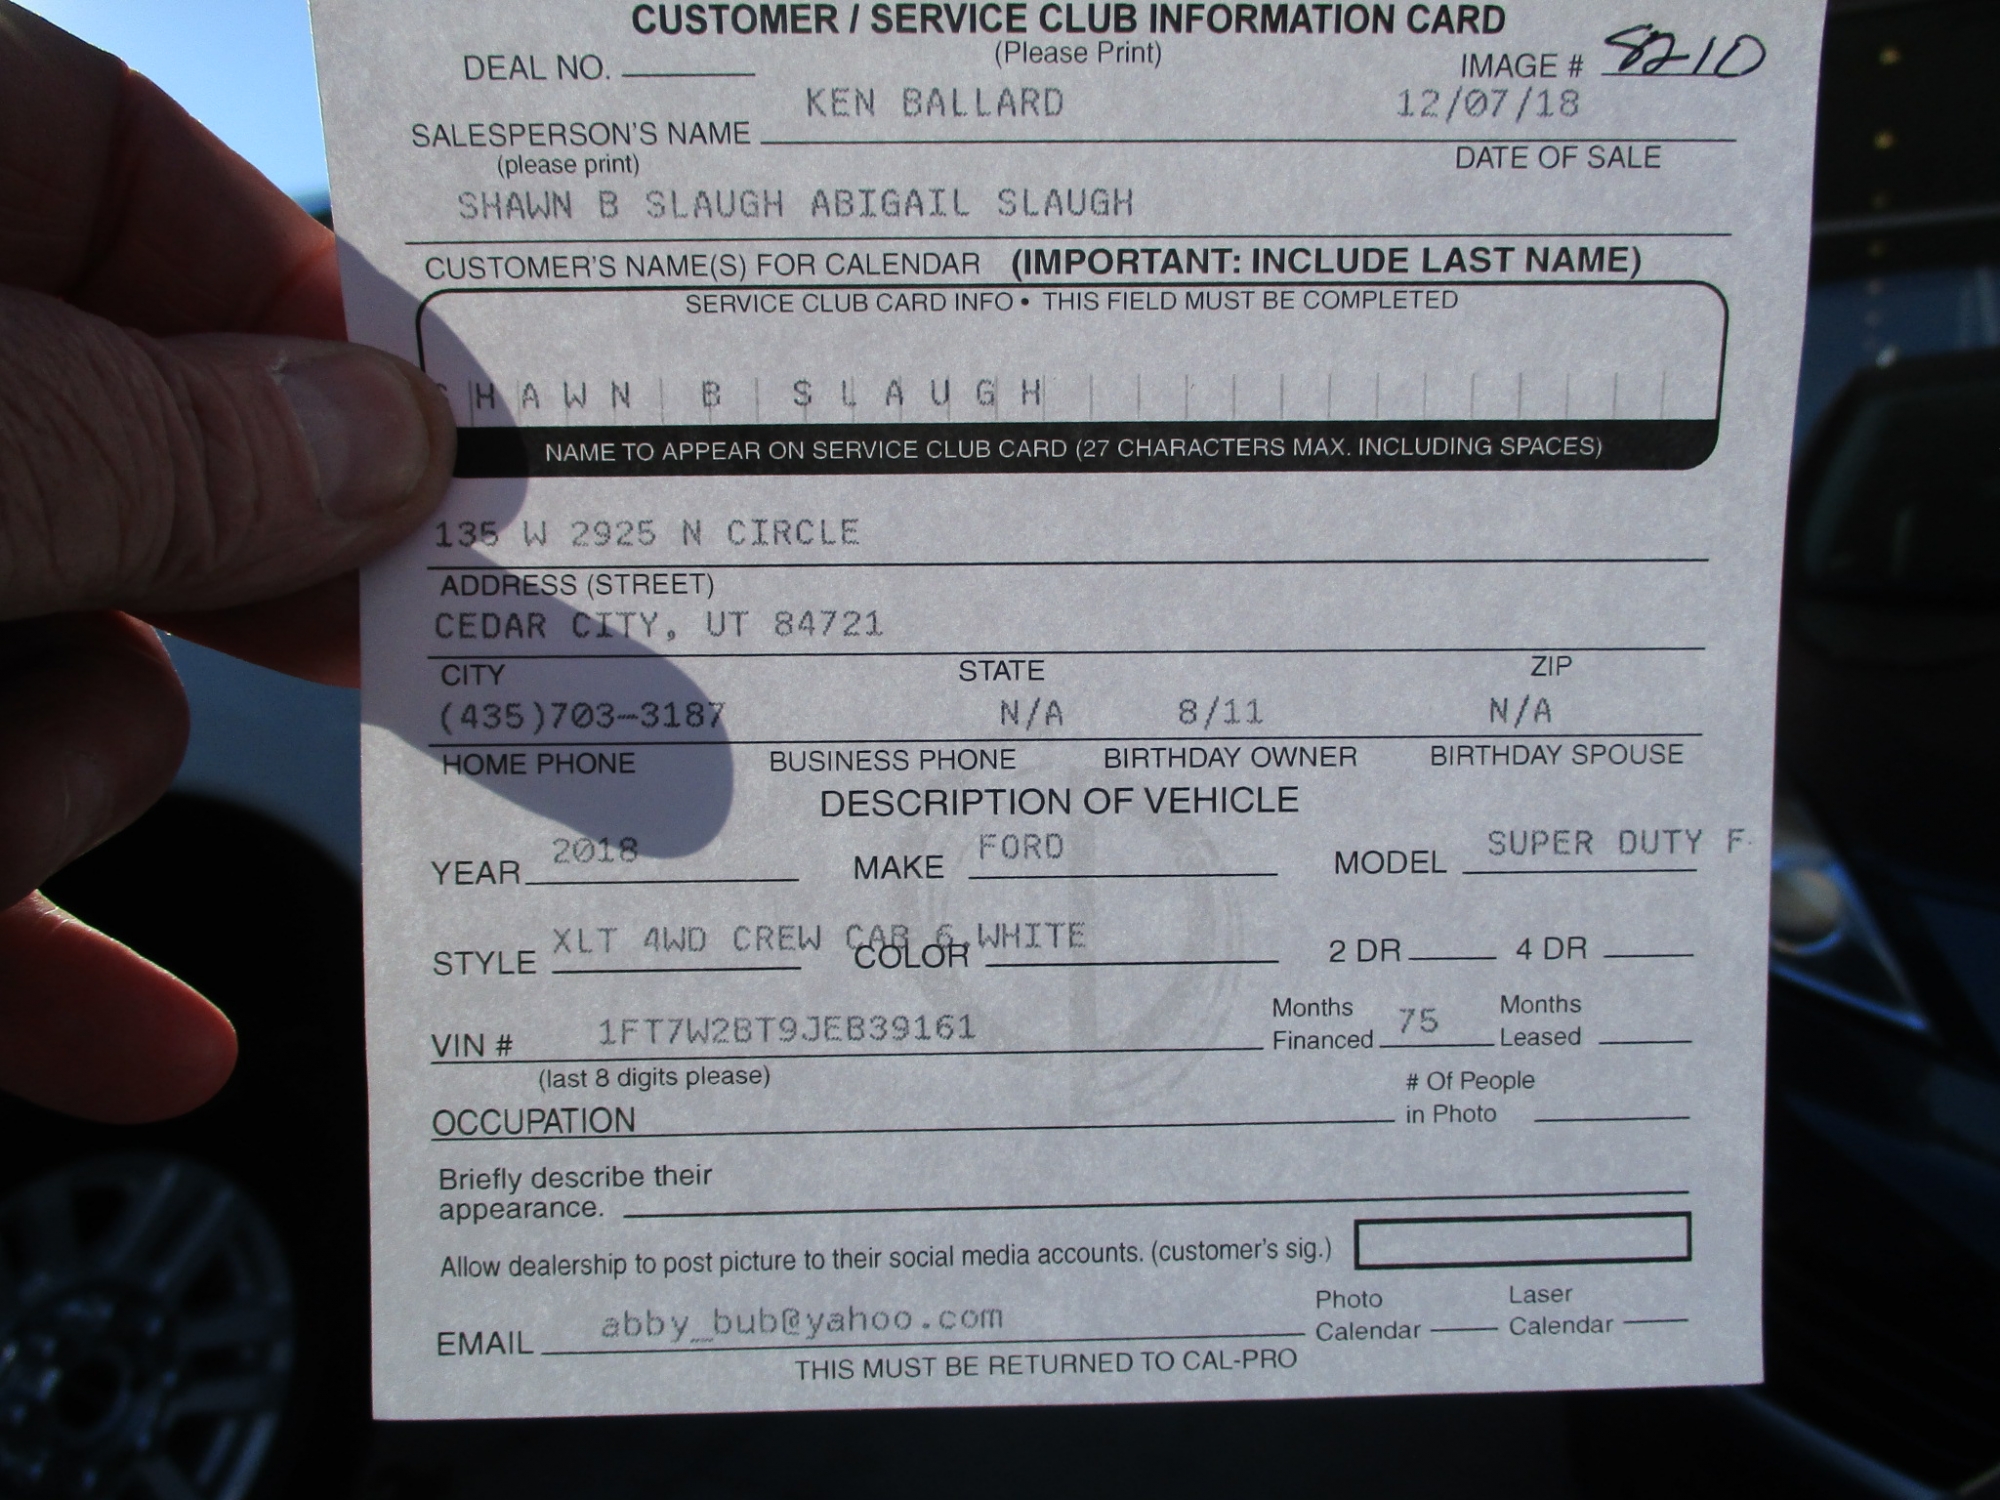 CUSTOMER / SERVICE CLUB INFORMATION CARD
(Please Print)
DEAL NO. IMAGE # 8210
KEN BALLARD 12/07/18
SALESPERSON'S NAME DATE OF SALE
(please print)
SHAWN B SLAUGH ABIGAIL SLAUGH
CUSTOMER'S NAME(S) FOR CALENDAR (IMPORTANT: INCLUDE LAST NAME)
SERVICE CLUB CARD INFO • THIS FIELD MUST BE COMPLETED
HAWN B SLAUGH
NAME TO APPEAR ON SERVICE CLUB CARD (27 CHARACTERS MAX. INCLUDING SPACES)
135 W 2925 N CIRCLE
ADDRESS (STREET)
CEDAR CITY, UT 84721
CITY STATE ZIP
(435)703-3187 N/A 8/11 N/A
HOME PHONE BUSINESS PHONE BIRTHDAY OWNER BIRTHDAY SPOUSE
DESCRIPTION OF VEHICLE
YEAR 2018 MAKE FORD MODEL SUPER DUTY F-
STYLE XLT 4WD CREW CAB 6. COLOR WHITE 2 DR 4 DR
VIN # 1FT7W2BT9JEB39161 Months Financed 75 Months Leased
(last 8 digits please)
OCCUPATION # Of People in Photo
Briefly describe their
appearance.
Allow dealership to post picture to their social media accounts. (customer's sig.)
EMAIL abby_bub@yahoo.com Photo Calendar Laser Calendar
THIS MUST BE RETURNED TO CAL-PRO